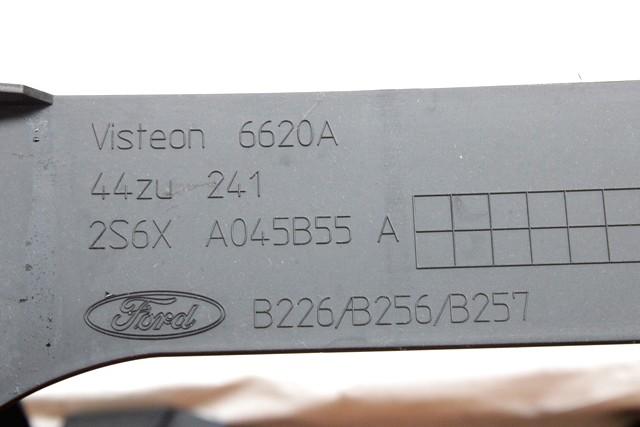 Visteon 6620A
44zu 241
2S6X A045B55 A
Ford B226/B256/B257